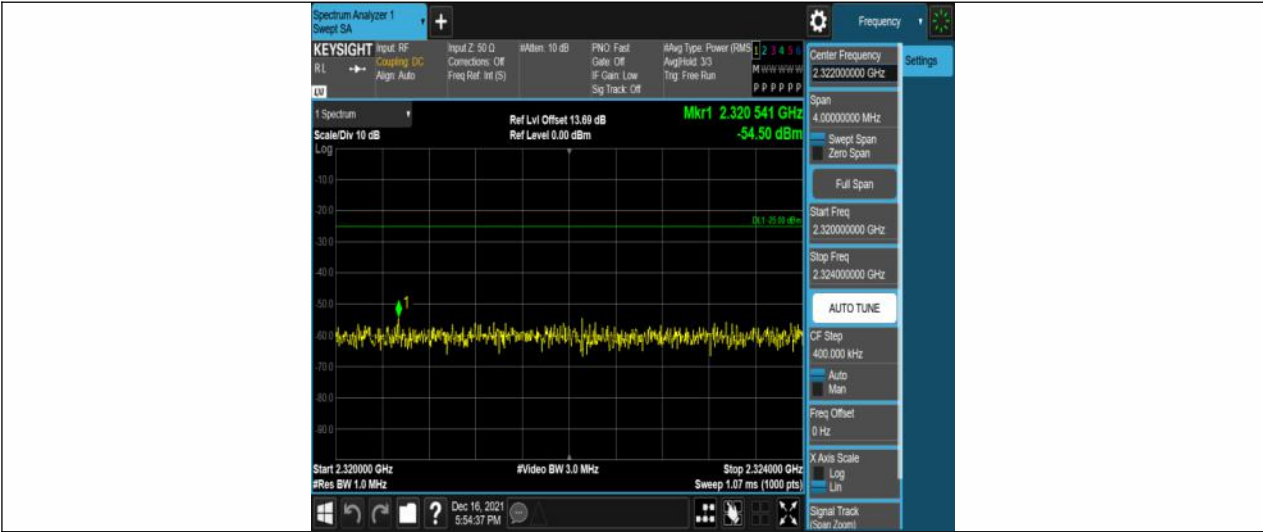 Spectrum Analyzer 1
Swept SA
+
Frequency
KEYSIGHT
RL
LV
Input: RF
Coupling: DC
Align: Auto
Input Z: 50 Ω
Corrections: Off
Freq Ref: Int (S)
#Atten: 10 dB
PNO: Fast
Gate: Off
IF Gain: Low
Sig Track: Off
#Avg Type: Power (RMS
Avg|Hold: 3/3
Trig: Free Run
1 2 3 4 5 6
M W W W W W
P P P P P P
1 Spectrum
Scale/Div 10 dB
Ref Lvl Offset 13.69 dB
Ref Level 0.00 dBm
Mkr1 2.320 541 GHz
-54.50 dBm
Log
-10.0
-20.0
-30.0
-40.0
-50.0
-60.0
-70.0
-80.0
-90.0
DL1 -25.00 dBm
1
Start 2.320000 GHz
#Res BW 1.0 MHz
#Video BW 3.0 MHz
Stop 2.324000 GHz
Sweep 1.07 ms (1000 pts)
?
Dec 16, 2021
5:54:37 PM
Center Frequency
2.322000000 GHz
Settings
Span
4.00000000 MHz
Swept Span
Zero Span
Full Span
Start Freq
2.320000000 GHz
Stop Freq
2.324000000 GHz
AUTO TUNE
CF Step
400.000 kHz
Auto
Man
Freq Offset
0 Hz
X Axis Scale
Log
Lin
Signal Track
(Span Zoom)